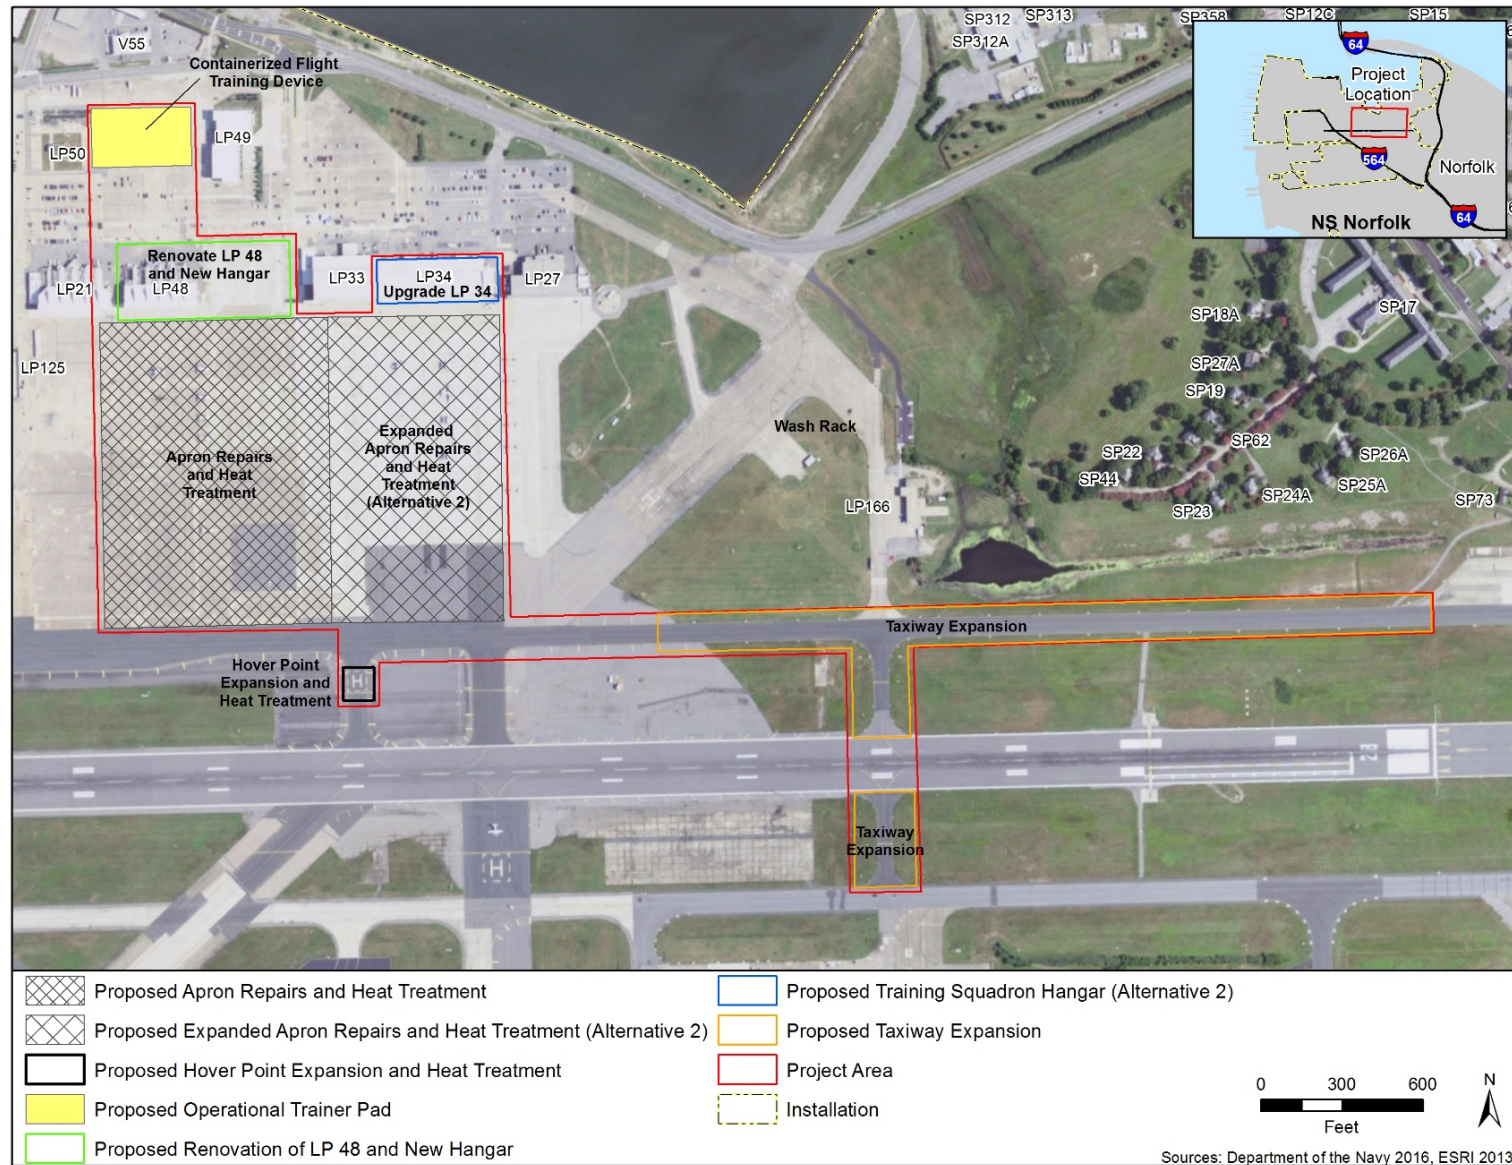 SP312
SP313
SP358
SP12C
SP15
V55
SP312A
Containerized Flight
Training Device
LP50
LP49
64
Project
Location
564
Norfolk
64
NS Norfolk
Renovate LP 48
and New Hangar
LP21
LP48
LP33
LP34
Upgrade LP 34
LP27
SP17
SP18A
LP125
SP27A
SP19
Wash Rack
Expanded
Apron Repairs
and Heat
Treatment
(Alternative 2)
Apron Repairs
and Heat
Treatment
SP62
SP22
SP26A
SP44
SP25A
SP24A
SP23
SP73
LP166
Taxiway Expansion
Hover Point
Expansion and
Heat Treatment
H
28
Taxiway
Expansion
H
Proposed Apron Repairs and Heat Treatment
Proposed Expanded Apron Repairs and Heat Treatment (Alternative 2)
Proposed Hover Point Expansion and Heat Treatment
Proposed Operational Trainer Pad
Proposed Renovation of LP 48 and New Hangar
Proposed Training Squadron Hangar (Alternative 2)
Proposed Taxiway Expansion
Project Area
Installation
0 300 600
Feet
N
Sources: Department of the Navy 2016, ESRI 2013